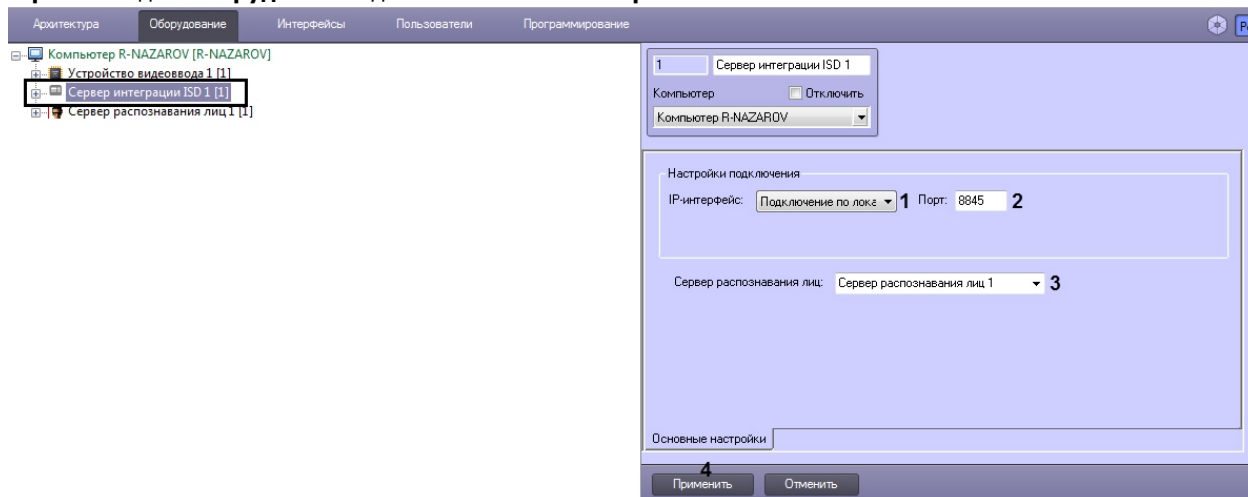 Архитектура Оборудование Интерфейсы Пользователи Программирование
Компьютер R-NAZAROV [R-NAZAROV]
Устройство видеоввода 1 [1]
Сервер интеграции ISD 1 [1]
Сервер распознавания лиц 1 [1]
1 Сервер интеграции ISD 1
Компьютер Отключить
Компьютер R-NAZAROV
Настройки подключения
IP-интерфейс: Подключение по лока 1 Порт: 8845 2
Сервер распознавания лиц: Сервер распознавания лиц 1 3
Основные настройки
4
Применить Отменить